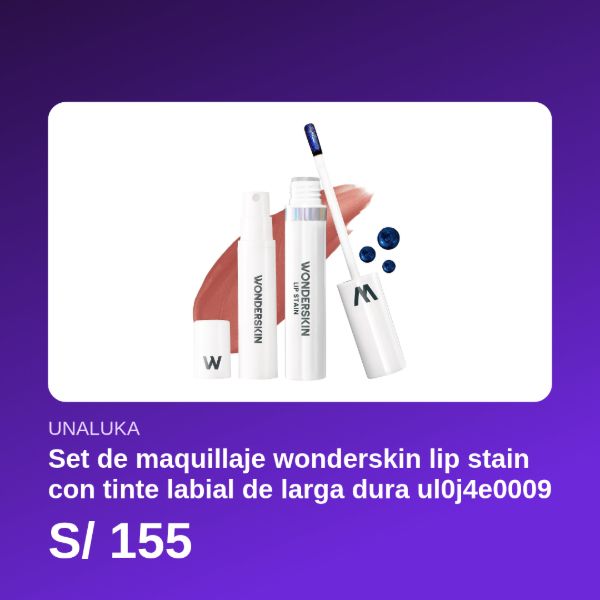 WONDERSKIN
WONDERSKIN
LIP STAIN
W
UNALUKA
Set de maquillaje wonderskin lip stain
con tinte labial de larga dura ul0j4e0009
S/ 155